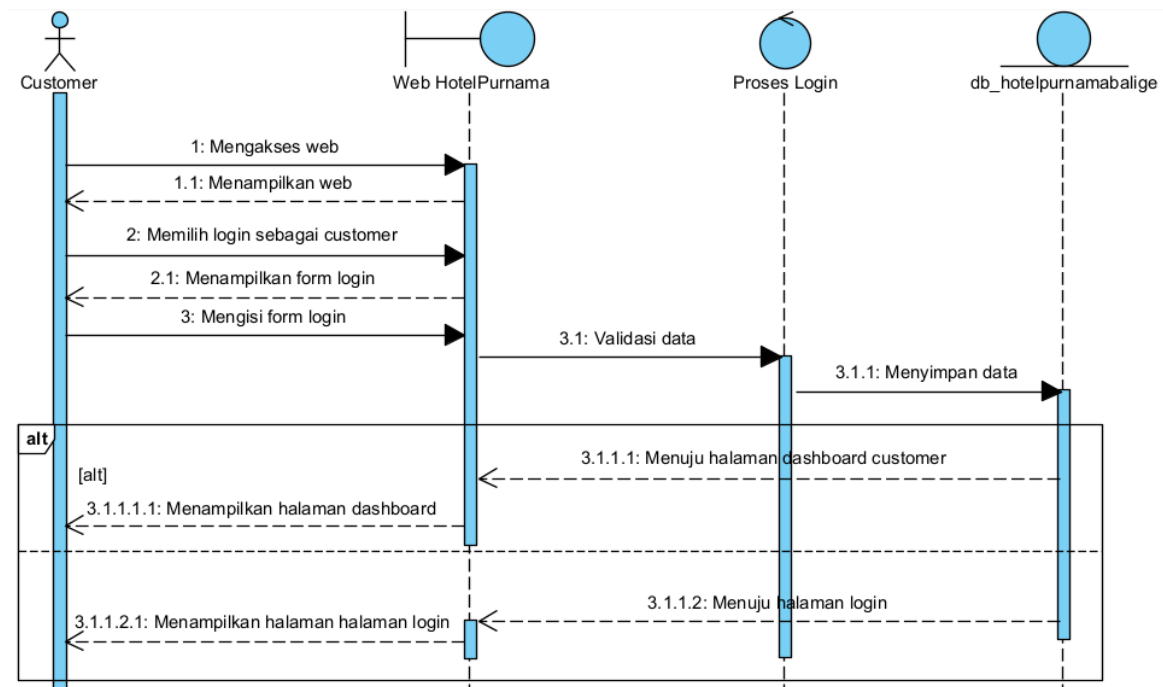 Customer
Web HotelPurnama
Proses Login
db_hotelpurnamabalige
1: Mengakses web
1.1: Menampilkan web
2: Memilih login sebagai customer
2.1: Menampilkan form login
3: Mengisi form login
3.1: Validasi data
3.1.1: Menyimpan data
alt
3.1.1.1: Menuju halaman dashboard customer
[alt]
3.1.1.1.1: Menampilkan halaman dashboard
3.1.1.2: Menuju halaman login
3.1.1.2.1: Menampilkan halaman halaman login